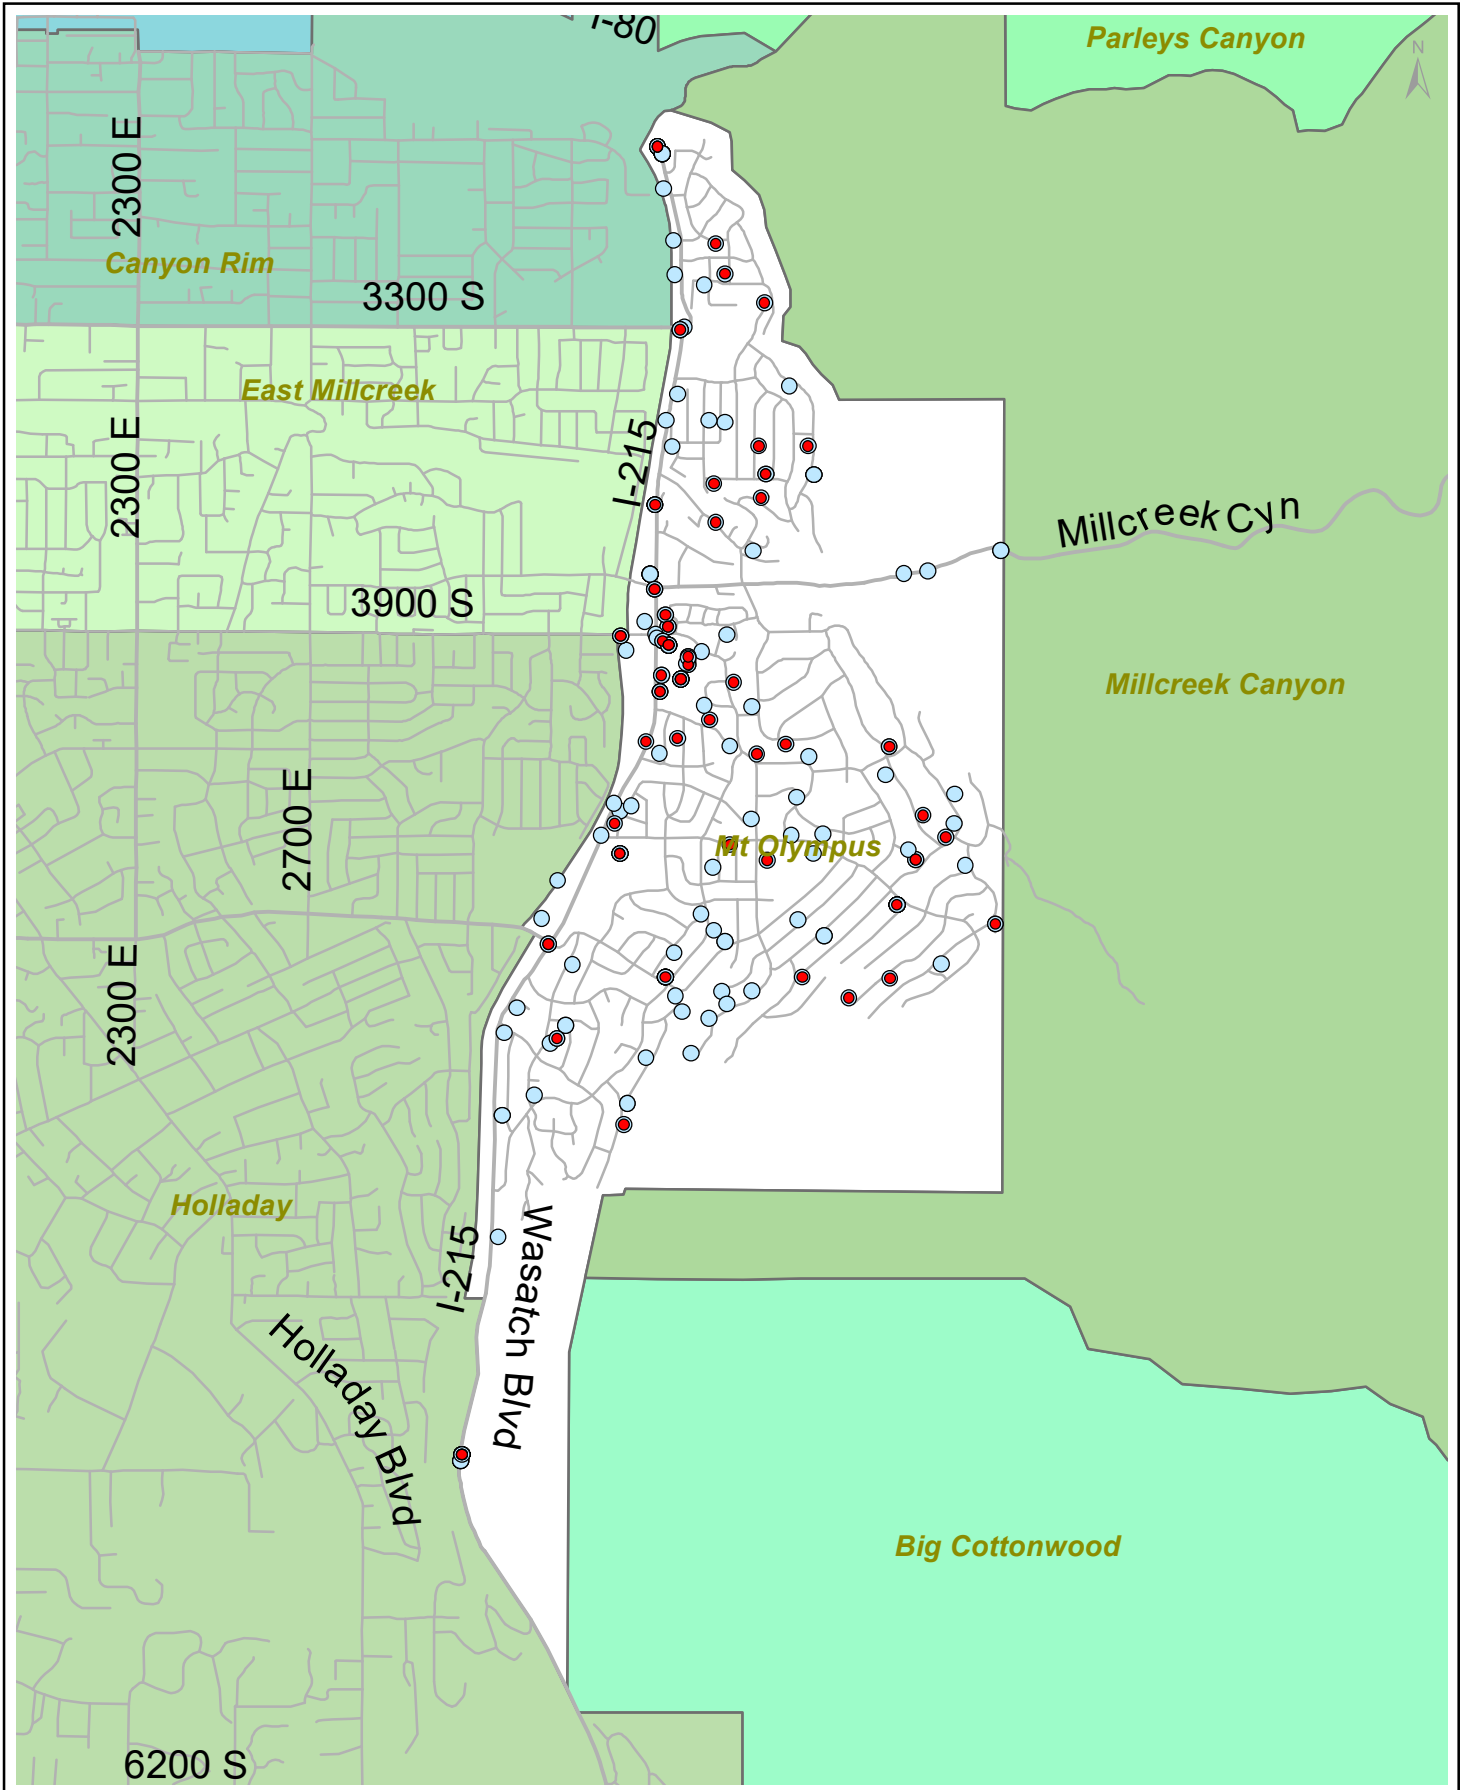 I-80
Parleys Canyon
N
2300 E
Canyon Rim
3300 S
East Millcreek
2300 E
I-215
Millcreek Cyn
3900 S
Millcreek Canyon
2700 E
Mt Olympus
2300 E
Holladay
I-215
Wasatch Blvd
Holladay Blvd
Big Cottonwood
6200 S